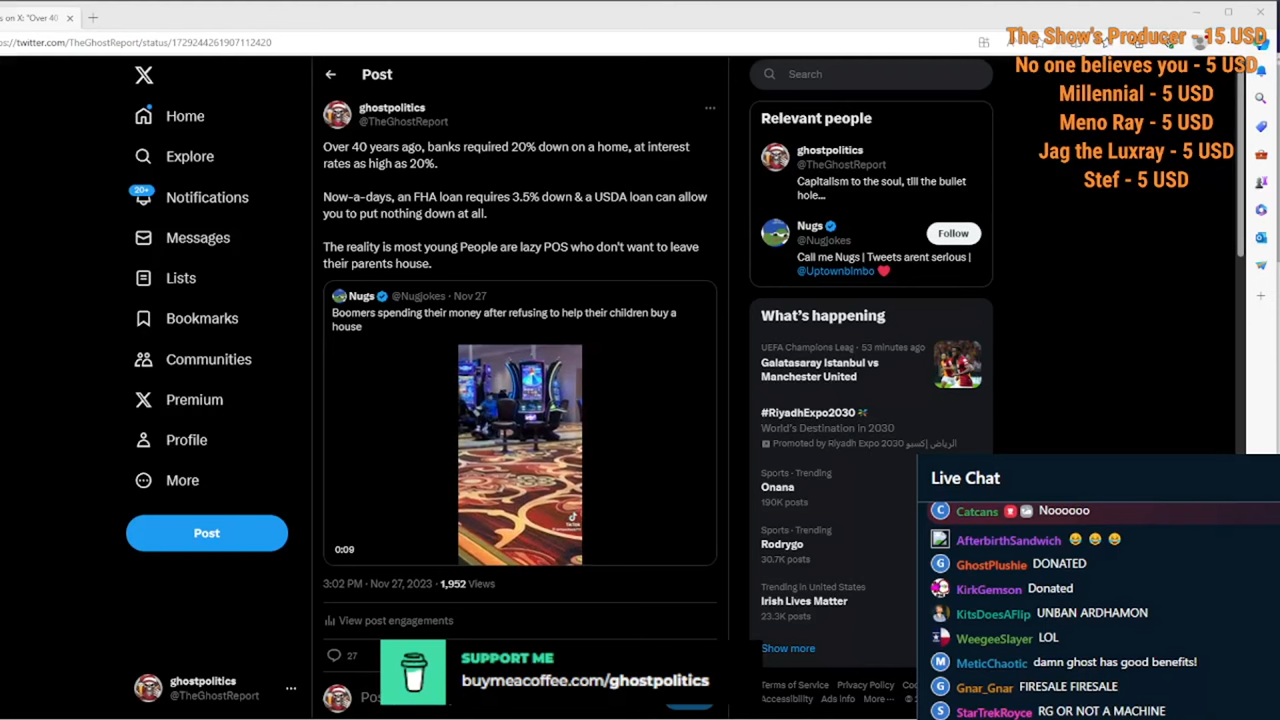 s on X: "Over 40
ps://twitter.com/TheGhostReport/status/1729244261907112420
The Show's Producer - 15 USD
No one believes you - 5 USD
Millennial - 5 USD
Meno Ray - 5 USD
Jag the Luxray - 5 USD
Stef - 5 USD
Home
Explore
20+
Notifications
Messages
Lists
Bookmarks
Communities
Premium
Profile
More
Post
ghostpolitics
@TheGhostReport
Post
ghostpolitics
@TheGhostReport
Over 40 years ago, banks required 20% down on a home, at interest
rates as high as 20%.
Now-a-days, an FHA loan requires 3.5% down & a USDA loan can allow
you to put nothing down at all.
The reality is most young People are lazy POS who don't want to leave
their parents house.
Nugs @Nugjokes · Nov 27
Boomers spending their money after refusing to help their children buy a
house
TikTok
0:09
3:02 PM · Nov 27, 2023 · 1,952 Views
View post engagements
27
SUPPORT ME
buymeacoffee.com/ghostpolitics
Search
Relevant people
ghostpolitics
@TheGhostReport
Capitalism to the soul, till the bullet
hole...
Nugs
@Nugjokes
Follow
Call me Nugs | Tweets arent serious |
@Uptownbimbo
What's happening
UEFA Champions Leag · 53 minutes ago
Galatasaray Istanbul vs
Manchester United
#RiyadhExpo2030
World's Destination in 2030
Promoted by Riyadh Expo 2030 الرياض إكسبو
Sports · Trending
Onana
190K posts
Sports · Trending
Rodrygo
30.7K posts
Trending in United States
Irish Lives Matter
23.3K posts
Show more
Terms of Service Privacy Policy Coo
Accessibility Ads info More
Live Chat
Catcans Noooooo
AfterbirthSandwich
GhostPlushie DONATED
KirkGemson Donated
KitsDoesAFlip UNBAN ARDHAMON
WeegeeSlayer LOL
MeticChaotic damn ghost has good benefits!
Gnar_Gnar FIRESALE FIRESALE
StarTrekRoyce RG OR NOT A MACHINE